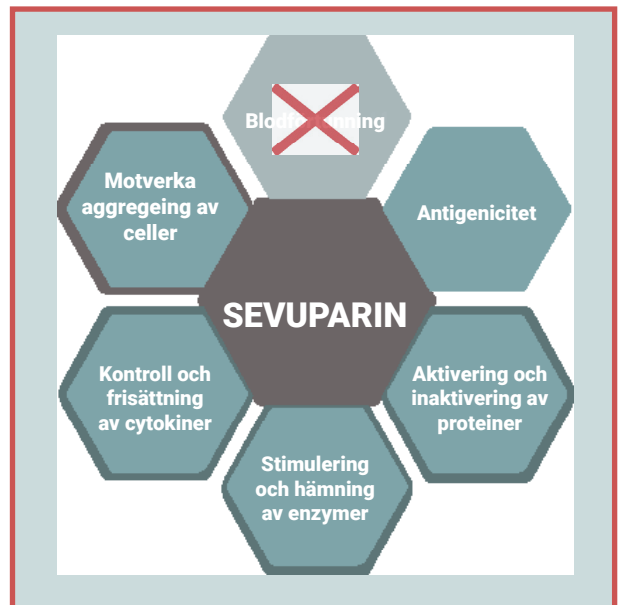 Motverka
aggregeing av
celler
Antigenicitet
SEVUPARIN
Kontroll och
frisättning
av cytokiner
Aktivering och
inaktivering av
proteiner
Stimulering
och hämning
av enzymer